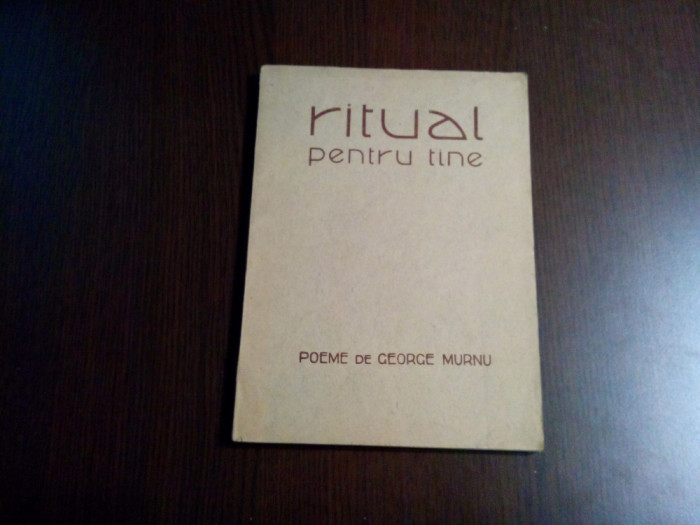 ritual
pentru tine
POEME DE GEORGE MURNU